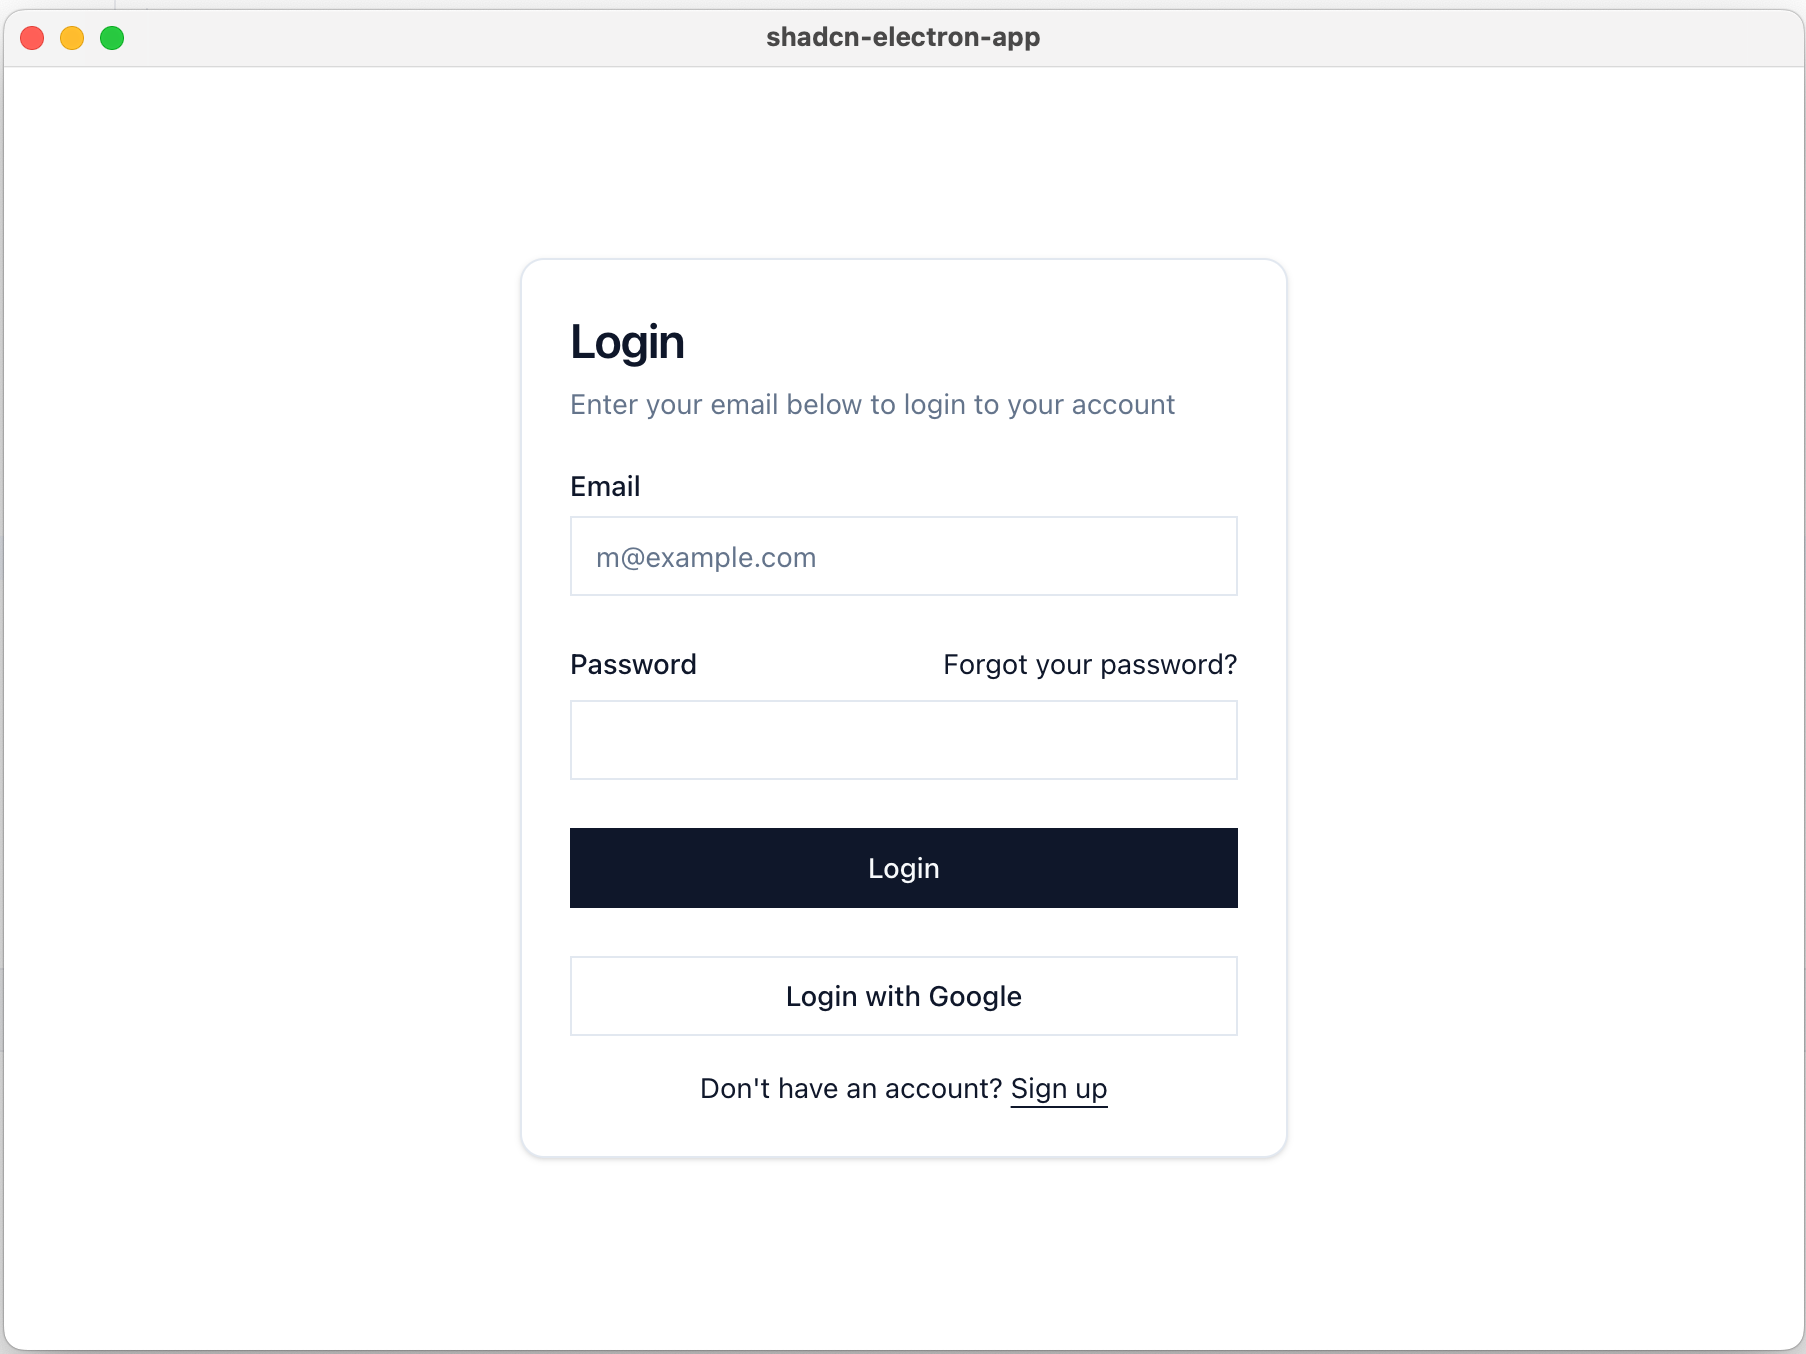 shadcn-electron-app
Login
Enter your email below to login to your account
Email
m@example.com
Password
Forgot your password?
Login
Login with Google
Don't have an account? Sign up